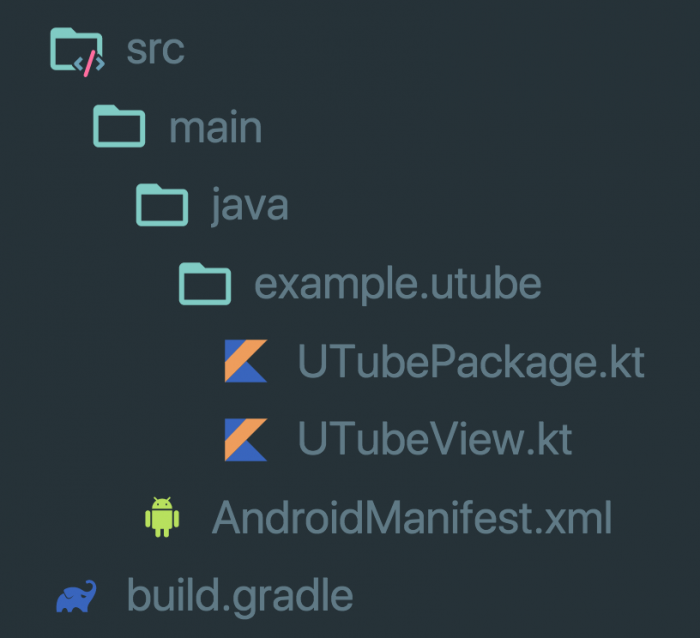 src
main
java
example.utube
UTubePackage.kt
UTubeView.kt
AndroidManifest.xml
build.gradle